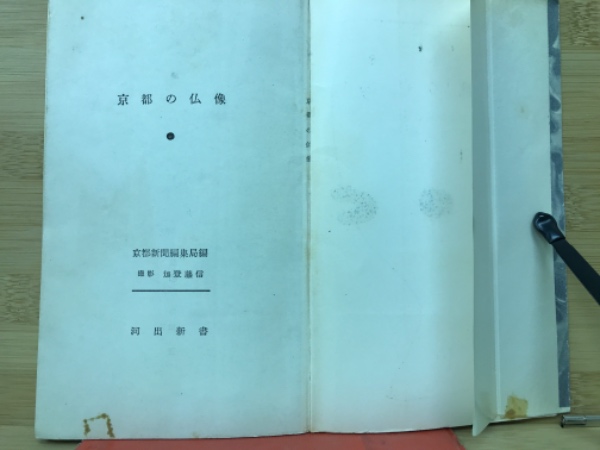 京都の仏像
京都新聞編集局編
撮影 加登藤信
河出新書